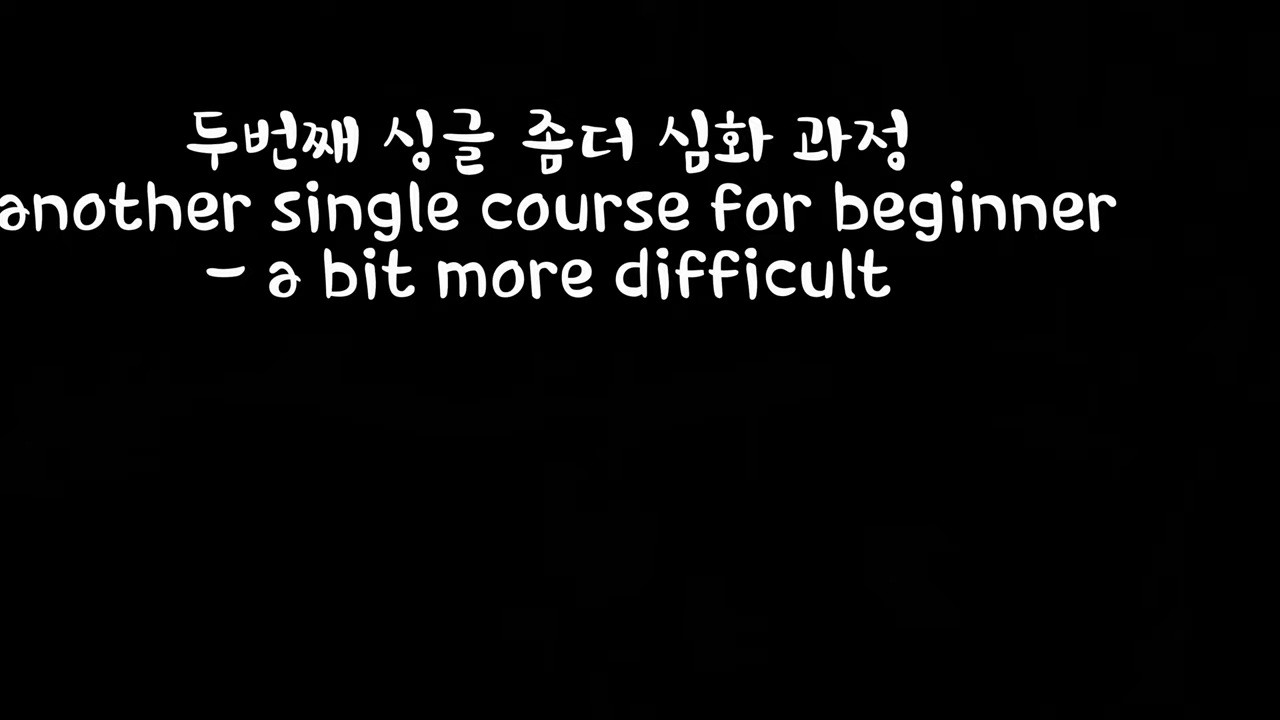 두번째 싱글 좀더 심화 과정
another single course for beginner
- a bit more difficult